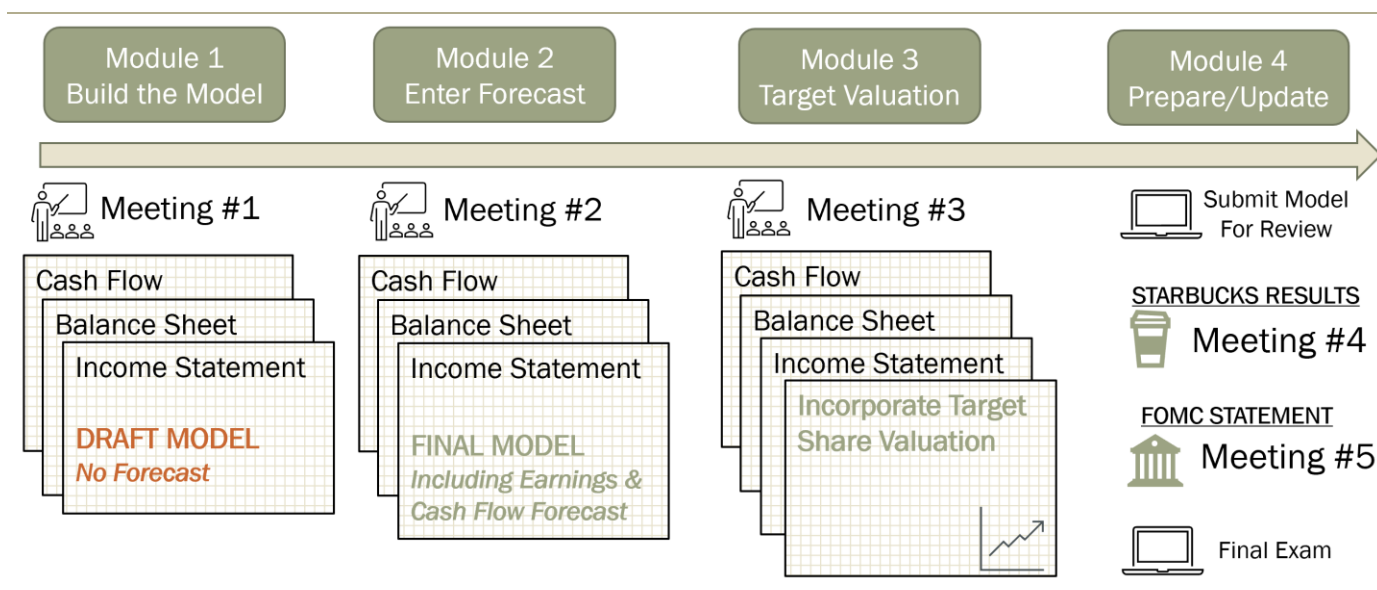 Module 1
Build the Model
Module 2
Enter Forecast
Module 3
Target Valuation
Module 4
Prepare/Update
Meeting #1
Cash Flow
Balance Sheet
Income Statement
DRAFT MODEL
No Forecast
Meeting #2
Cash Flow
Balance Sheet
Income Statement
FINAL MODEL
Including Earnings &
Cash Flow Forecast
Meeting #3
Cash Flow
Balance Sheet
Income Statement
Incorporate Target
Share Valuation
Submit Model
For Review
STARBUCKS RESULTS
Meeting #4
FOMC STATEMENT
Meeting #5
Final Exam